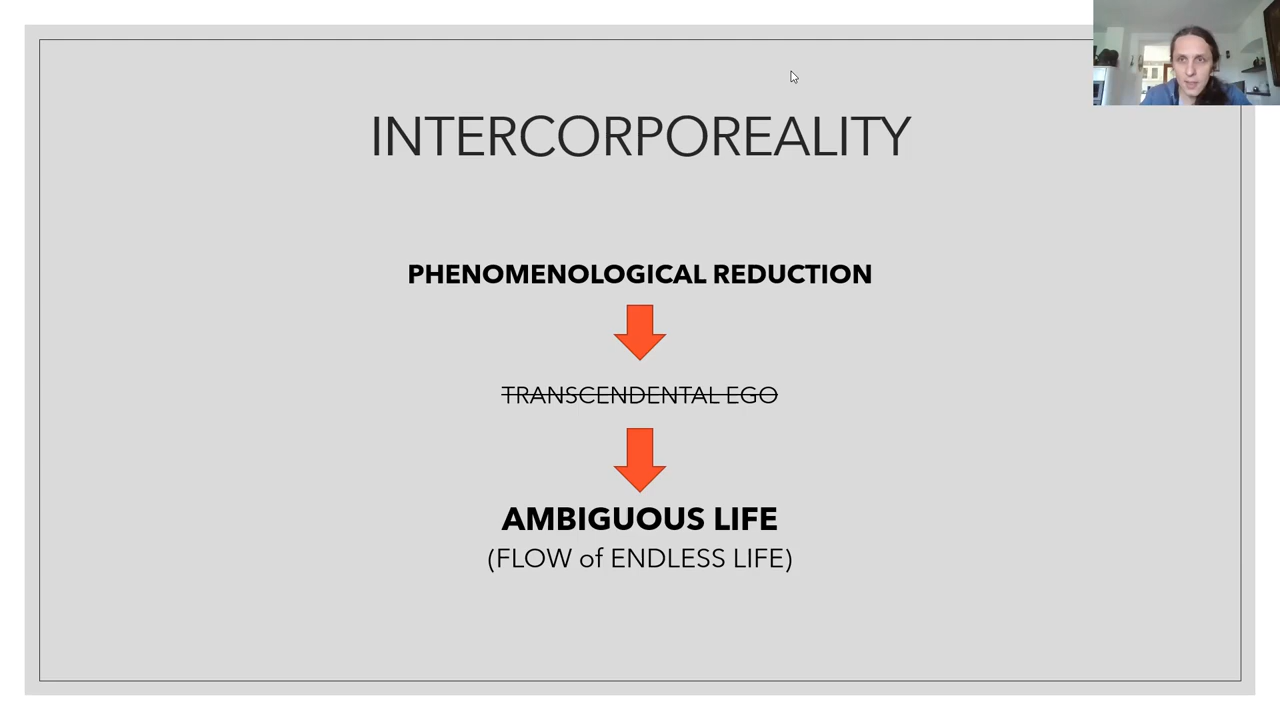 INTERCORPOREALITY
PHENOMENOLOGICAL REDUCTION
TRANSCENDENTAL EGO
AMBIGUOUS LIFE
(FLOW of ENDLESS LIFE)